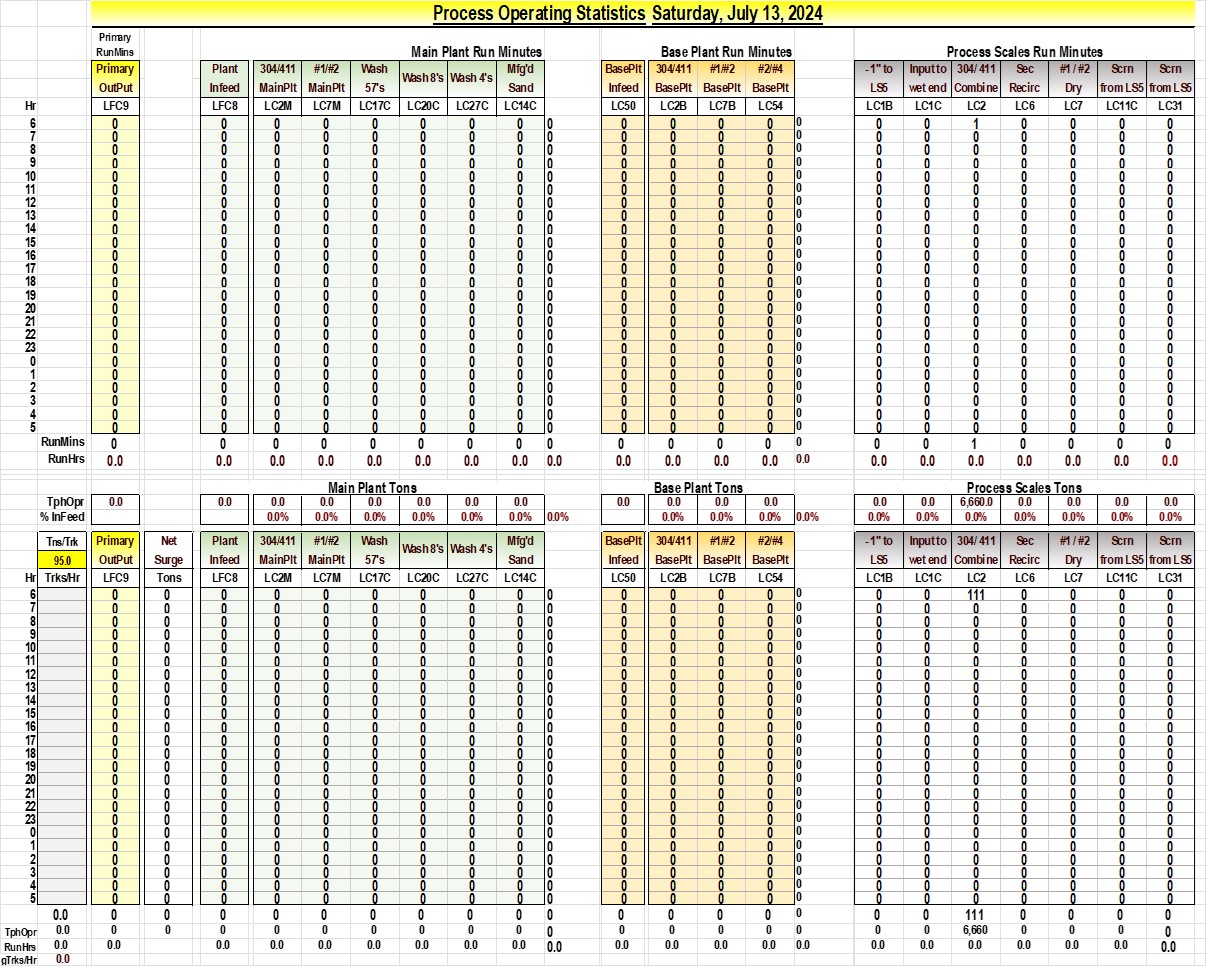 Process Operating Statistics Saturday, July 13, 2024
Primary
RunMins Main Plant Run Minutes Base Plant Run Minutes Process Scales Run Minutes
Primary Plant 304/411 #1/#2 Wash Wash 8's Wash 4's Mfg'd BasePlt 304/411 #1/#2 #2/#4 -1" to Input to 304/ 411 Sec #1 / #2 Scrn Scrn
OutPut Infeed MainPlt MainPlt 57's Sand Infeed BasePlt BasePlt BasePlt LS5 wet end Combine Recirc Dry from LS5 from LS5
Hr LFC9 LFC8 LC2M LC7M LC17C LC20C LC27C LC14C LC50 LC2B LC7B LC54 LC1B LC1C LC2 LC6 LC7 LC11C LC31
6 0 0 0 0 0 0 0 0 0 0 0 0 0 0 0 0 1 0 0 0 0
7 0 0 0 0 0 0 0 0 0 0 0 0 0 0 0 0 0 0 0 0 0
8 0 0 0 0 0 0 0 0 0 0 0 0 0 0 0 0 0 0 0 0 0
9 0 0 0 0 0 0 0 0 0 0 0 0 0 0 0 0 0 0 0 0 0
10 0 0 0 0 0 0 0 0 0 0 0 0 0 0 0 0 0 0 0 0 0
11 0 0 0 0 0 0 0 0 0 0 0 0 0 0 0 0 0 0 0 0 0
12 0 0 0 0 0 0 0 0 0 0 0 0 0 0 0 0 0 0 0 0 0
13 0 0 0 0 0 0 0 0 0 0 0 0 0 0 0 0 0 0 0 0 0
14 0 0 0 0 0 0 0 0 0 0 0 0 0 0 0 0 0 0 0 0 0
15 0 0 0 0 0 0 0 0 0 0 0 0 0 0 0 0 0 0 0 0 0
16 0 0 0 0 0 0 0 0 0 0 0 0 0 0 0 0 0 0 0 0 0
17 0 0 0 0 0 0 0 0 0 0 0 0 0 0 0 0 0 0 0 0 0
18 0 0 0 0 0 0 0 0 0 0 0 0 0 0 0 0 0 0 0 0 0
19 0 0 0 0 0 0 0 0 0 0 0 0 0 0 0 0 0 0 0 0 0
20 0 0 0 0 0 0 0 0 0 0 0 0 0 0 0 0 0 0 0 0 0
21 0 0 0 0 0 0 0 0 0 0 0 0 0 0 0 0 0 0 0 0 0
22 0 0 0 0 0 0 0 0 0 0 0 0 0 0 0 0 0 0 0 0 0
23 0 0 0 0 0 0 0 0 0 0 0 0 0 0 0 0 0 0 0 0 0
0 0 0 0 0 0 0 0 0 0 0 0 0 0 0 0 0 0 0 0 0 0
1 0 0 0 0 0 0 0 0 0 0 0 0 0 0 0 0 0 0 0 0 0
2 0 0 0 0 0 0 0 0 0 0 0 0 0 0 0 0 0 0 0 0 0
3 0 0 0 0 0 0 0 0 0 0 0 0 0 0 0 0 0 0 0 0 0
4 0 0 0 0 0 0 0 0 0 0 0 0 0 0 0 0 0 0 0 0 0
5 0 0 0 0 0 0 0 0 0 0 0 0 0 0 0 0 0 0 0 0 0
RunMins 0 0 0 0 0 0 0 0 0 0 0 0 0 0 0 0 1 0 0 0 0
RunHrs 0.0 0.0 0.0 0.0 0.0 0.0 0.0 0.0 0.0 0.0 0.0 0.0 0.0 0.0 0.0 0.0 0.0 0.0 0.0 0.0 0.0
Main Plant Tons Base Plant Tons Process Scales Tons
TphOpr 0.0 0.0 0.0 0.0 0.0 0.0 0.0 0.0 0.0 0.0 0.0 0.0 0.0 0.0 6,660.0 0.0 0.0 0.0 0.0
% InFeed 0.0% 0.0% 0.0% 0.0% 0.0% 0.0% 0.0% 0.0% 0.0% 0.0% 0.0% 0.0% 0.0% 0.0% 0.0% 0.0% 0.0% 0.0%
Tns/Trk Primary Net Plant 304/411 #1/#2 Wash Wash 8's Wash 4's Mfg'd BasePlt 304/411 #1/#2 #2/#4 -1" to Input to 304/ 411 Sec #1 / #2 Scrn Scrn
95.0 OutPut Surge Infeed MainPlt MainPlt 57's Sand Infeed BasePlt BasePlt BasePlt LS5 wet end Combine Recirc Dry from LS5 from LS5
Hr Trks/Hr LFC9 Tons LFC8 LC2M LC7M LC17C LC20C LC27C LC14C LC50 LC2B LC7B LC54 LC1B LC1C LC2 LC6 LC7 LC11C LC31
6 0 0 0 0 0 0 0 0 0 0 0 0 0 0 0 0 0 111 0 0 0 0
7 0 0 0 0 0 0 0 0 0 0 0 0 0 0 0 0 0 0 0 0 0 0
8 0 0 0 0 0 0 0 0 0 0 0 0 0 0 0 0 0 0 0 0 0 0
9 0 0 0 0 0 0 0 0 0 0 0 0 0 0 0 0 0 0 0 0 0 0
10 0 0 0 0 0 0 0 0 0 0 0 0 0 0 0 0 0 0 0 0 0 0
11 0 0 0 0 0 0 0 0 0 0 0 0 0 0 0 0 0 0 0 0 0 0
12 0 0 0 0 0 0 0 0 0 0 0 0 0 0 0 0 0 0 0 0 0 0
13 0 0 0 0 0 0 0 0 0 0 0 0 0 0 0 0 0 0 0 0 0 0
14 0 0 0 0 0 0 0 0 0 0 0 0 0 0 0 0 0 0 0 0 0 0
15 0 0 0 0 0 0 0 0 0 0 0 0 0 0 0 0 0 0 0 0 0 0
16 0 0 0 0 0 0 0 0 0 0 0 0 0 0 0 0 0 0 0 0 0 0
17 0 0 0 0 0 0 0 0 0 0 0 0 0 0 0 0 0 0 0 0 0 0
18 0 0 0 0 0 0 0 0 0 0 0 0 0 0 0 0 0 0 0 0 0 0
19 0 0 0 0 0 0 0 0 0 0 0 0 0 0 0 0 0 0 0 0 0 0
20 0 0 0 0 0 0 0 0 0 0 0 0 0 0 0 0 0 0 0 0 0 0
21 0 0 0 0 0 0 0 0 0 0 0 0 0 0 0 0 0 0 0 0 0 0
22 0 0 0 0 0 0 0 0 0 0 0 0 0 0 0 0 0 0 0 0 0 0
23 0 0 0 0 0 0 0 0 0 0 0 0 0 0 0 0 0 0 0 0 0 0
0 0 0 0 0 0 0 0 0 0 0 0 0 0 0 0 0 0 0 0 0 0 0
1 0 0 0 0 0 0 0 0 0 0 0 0 0 0 0 0 0 0 0 0 0 0
2 0 0 0 0 0 0 0 0 0 0 0 0 0 0 0 0 0 0 0 0 0 0
3 0 0 0 0 0 0 0 0 0 0 0 0 0 0 0 0 0 0 0 0 0 0
4 0 0 0 0 0 0 0 0 0 0 0 0 0 0 0 0 0 0 0 0 0 0
5 0 0 0 0 0 0 0 0 0 0 0 0 0 0 0 0 0 0 0 0 0 0
0.0 0 0 0 0 0 0 0 0 0 0 0 0 0 0 0 0 0 111 0 0 0 0
TphOpr 0.0 0 0 0 0 0 0 0 0 0 0 0 0 0 0 0 0 0 6,660 0 0 0 0
RunHrs 0.0 0.0 0.0 0.0 0.0 0.0 0.0 0.0 0.0 0.0 0.0 0.0 0.0 0.0 0.0 0.0 0.0 0.0 0.0 0.0 0.0 0.0
gTrks/Hr 0.0